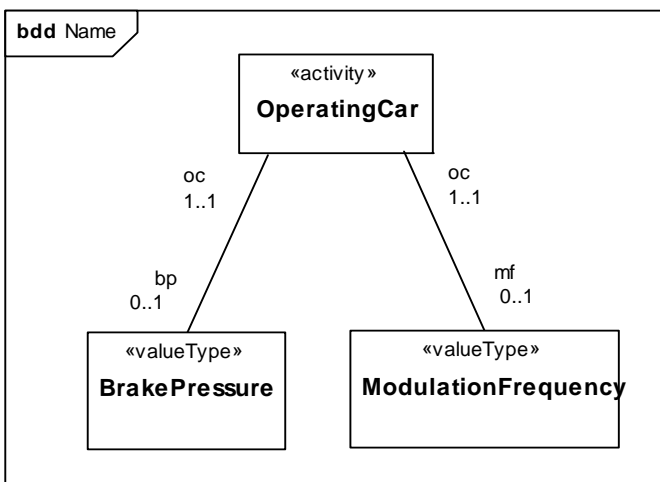 bdd Name
«activity»
OperatingCar
oc
1..1
oc
1..1
bp
0..1
mf
0..1
«valueType»
BrakePressure
«valueType»
ModulationFrequency